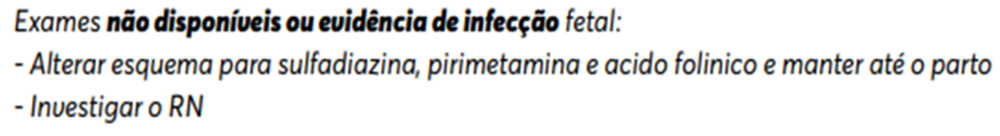 Exames não disponíveis ou evidência de infecção fetal:
- Alterar esquema para sulfadiazina, pirimetamina e acido folinico e manter até o parto
- Investigar o RN